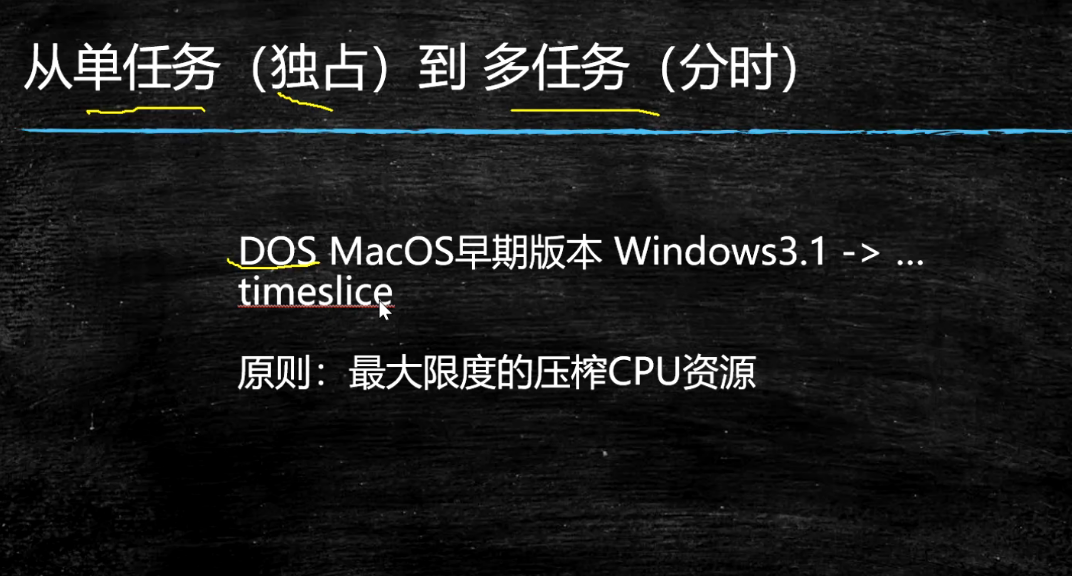 从单任务（独占）到 多任务（分时）
DOS MacOS早期版本 Windows3.1 -> ...
timeslice
原则：最大限度的压榨CPU资源